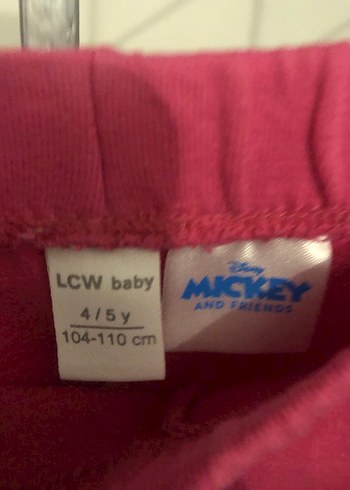 LCW baby
4/5 y
104-110 cm
Disney
MICKEY
AND FRIENDS